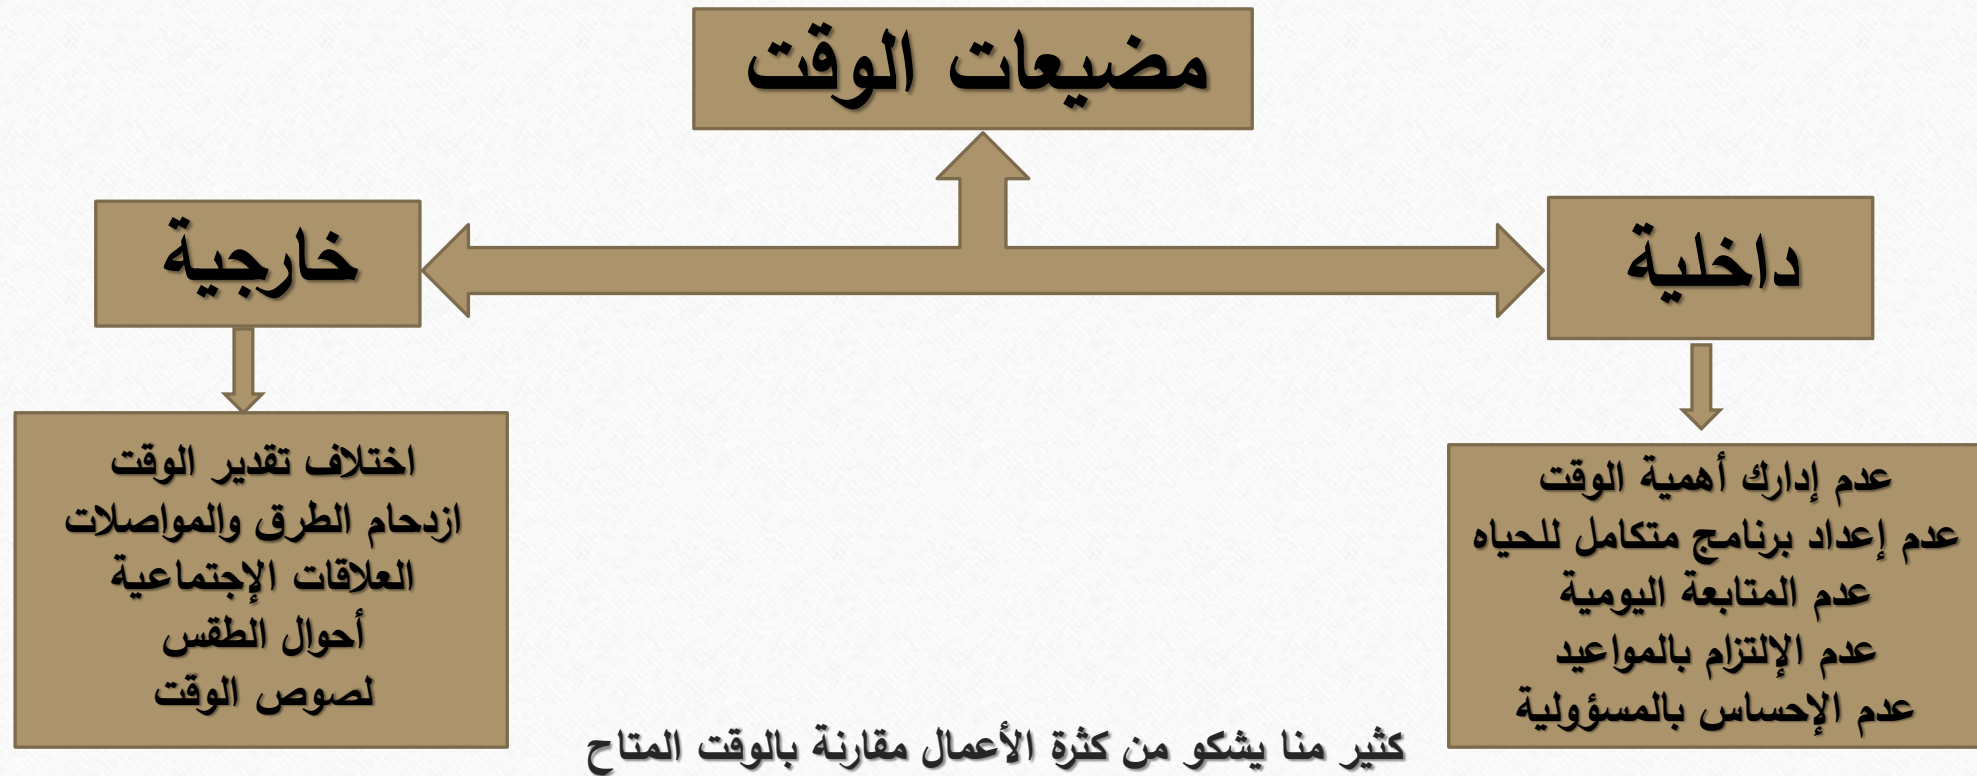 مضيعات الوقت
داخلية
خارجية
عدم إدارك أهمية الوقت
عدم إعداد برنامج متكامل للحياه
عدم المتابعة اليومية
عدم الإلتزام بالمواعيد
عدم الإحساس بالمسؤولية
اختلاف تقدير الوقت
ازدحام الطرق والمواصلات
العلاقات الإجتماعية
أحوال الطقس
لصوص الوقت
كثير منا يشكو من كثرة الأعمال مقارنة بالوقت المتاح